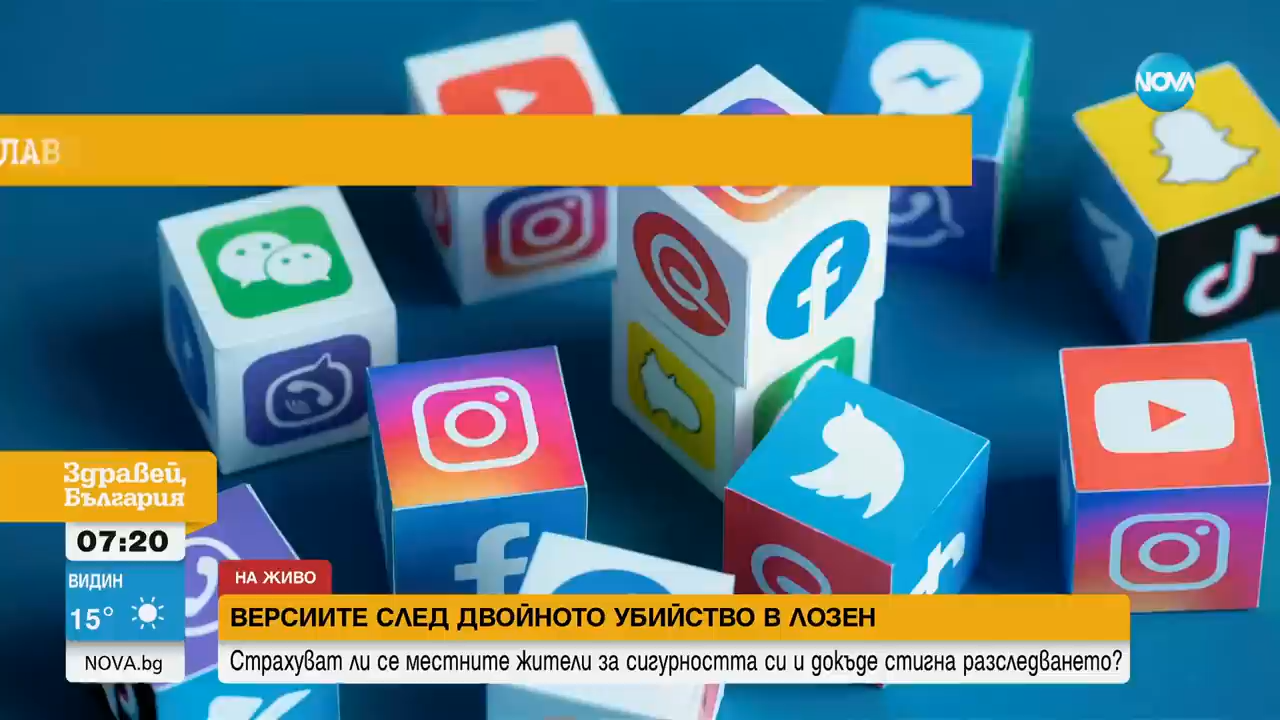 NOVA
ЛАВ
Здравей,
България
07:20
ВИДИН
15°
NOVA.bg
НА ЖИВО
ВЕРСИИТЕ СЛЕД ДВОЙНОТО УБИЙСТВО В ЛОЗЕН
Страхуват ли се местните жители за сигурността си и докъде стигна разследването?